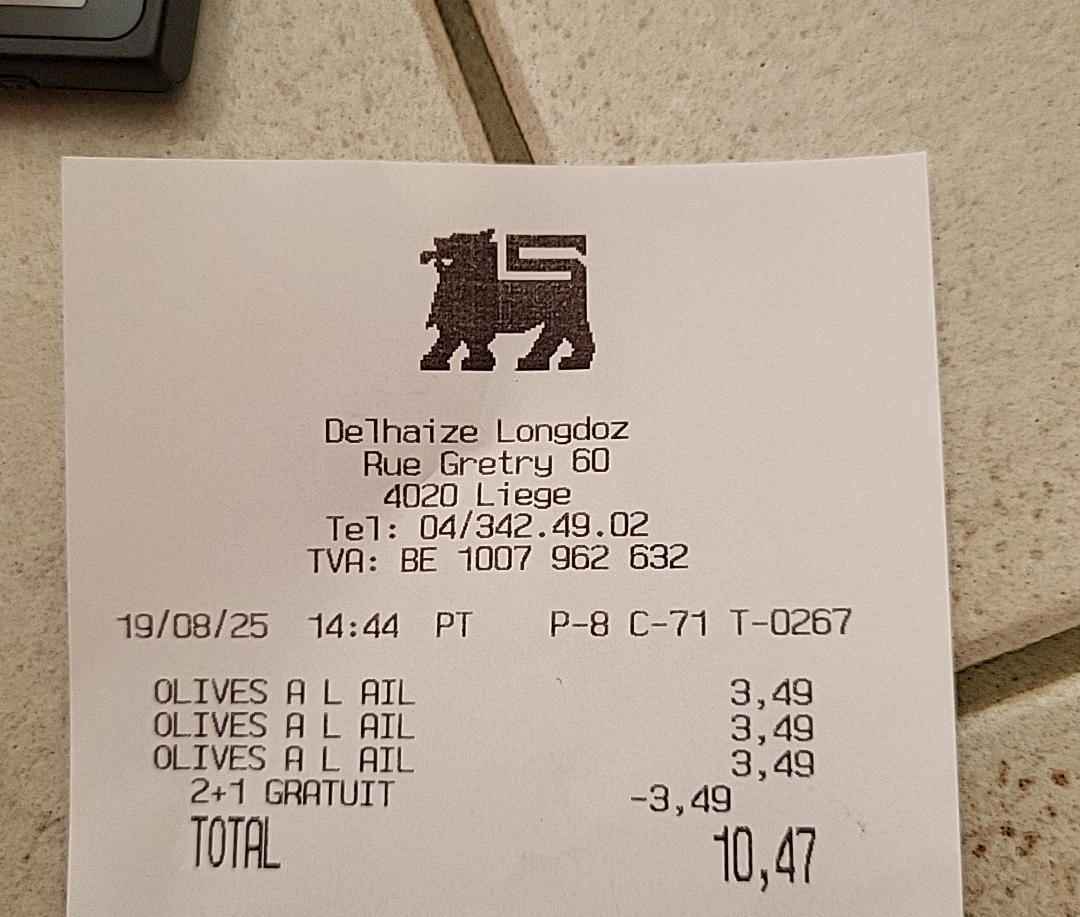 Delhaize Longdoz
Rue Gretry 60
4020 Liege
Tel: 04/342.49.02
TVA: BE 1007 962 632
19/08/25 14:44 PT P-8 C-71 T-0267
OLIVES A L AIL 3,49
OLIVES A L AIL 3,49
OLIVES A L AIL 3,49
2+1 GRATUIT -3,49
TOTAL 10,47